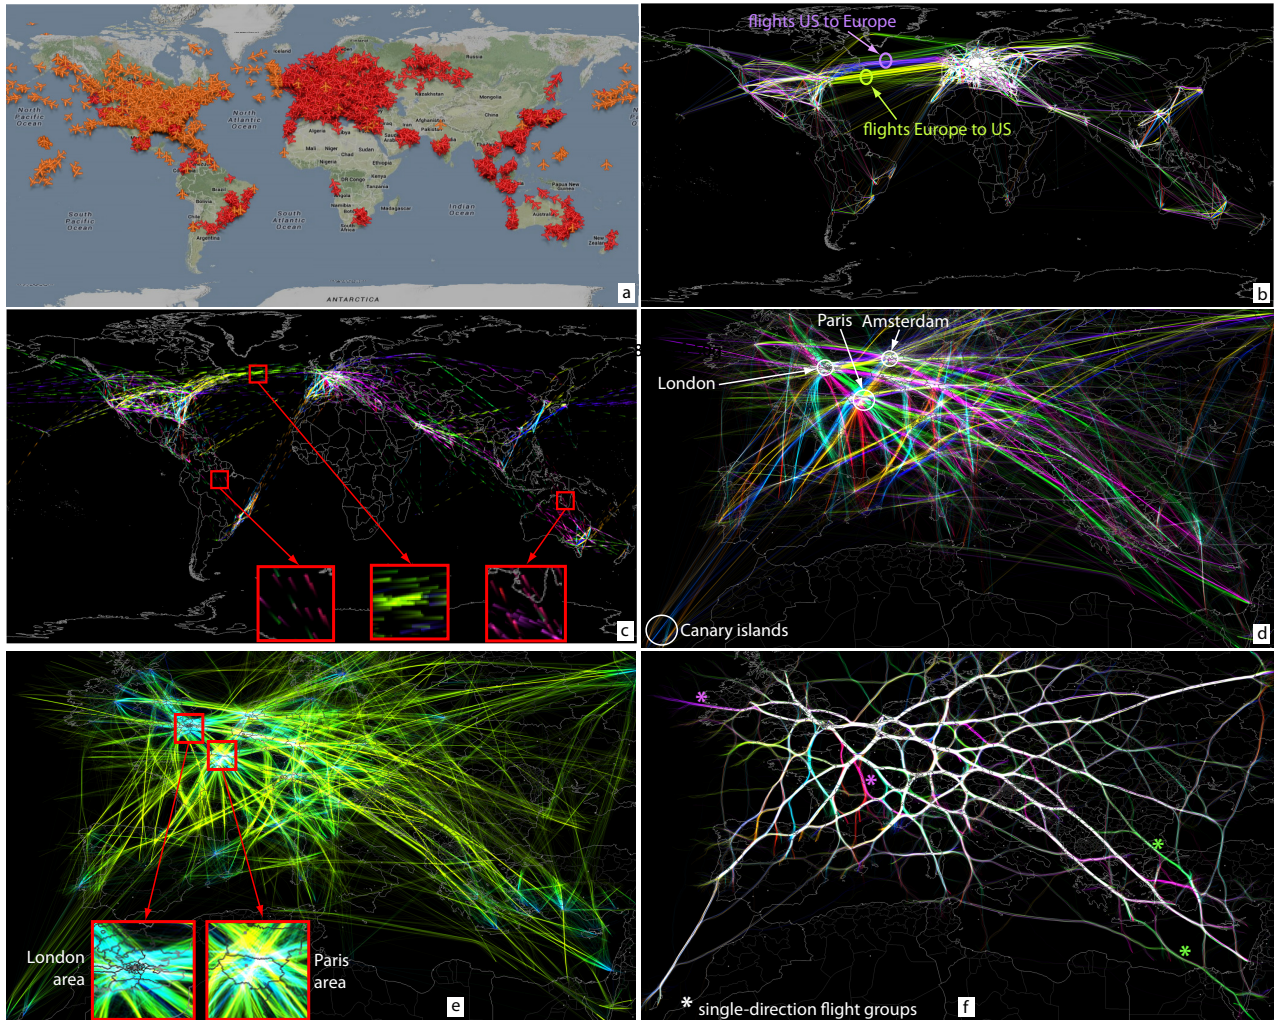 Iceland
Russia
North
Pacific
Ocean
North
Atlantic
Ocean
Kazakhstan
Mongolia
China
Algeria
Libya
Mali
Niger
Chad
Sudan
Nigeria
Ethiopia
DR Congo
Kenya
Tanzania
Angola
Namibia
Madagascar
South
Africa
Iraq
Iran
Afghanistan
Pakistan
India
Brazil
Bolivia
Chile
Argentina
South
Pacific
Ocean
South
Atlantic
Ocean
Indian
Ocean
Papua New
Guinea
Australia
New
Zealand
ANTARCTICA
a
flights US to Europe
flights Europe to US
b
c
Paris
Amsterdam
London
Canary islands
d
London
area
Paris
area
e
* single-direction flight groups
f